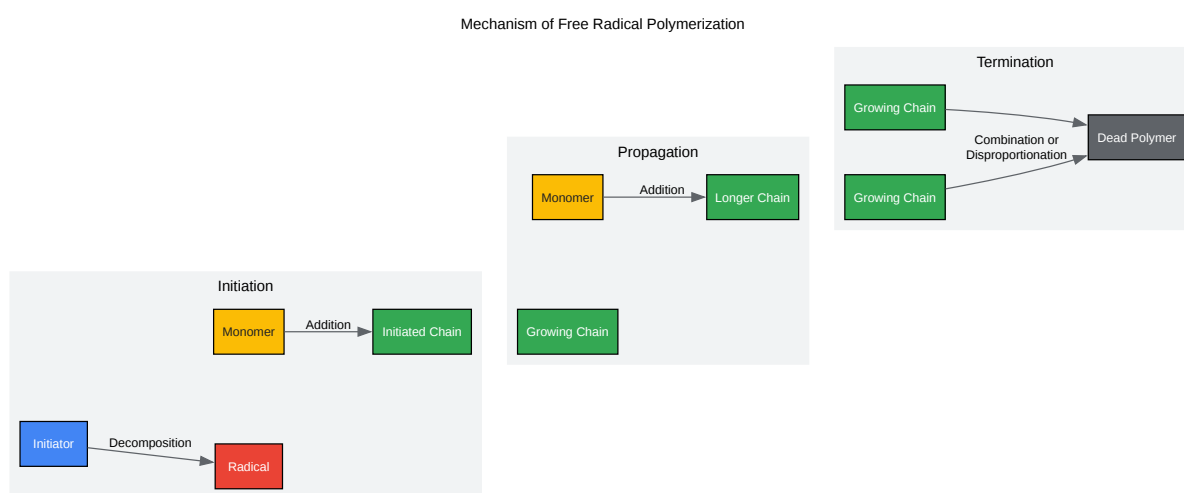 Mechanism of Free Radical Polymerization
Initiation
Monomer
Addition
Initiated Chain
Initiator
Decomposition
Radical
Propagation
Monomer
Addition
Longer Chain
Growing Chain
Termination
Growing Chain
Combination or
Disproportionation
Dead Polymer
Growing Chain